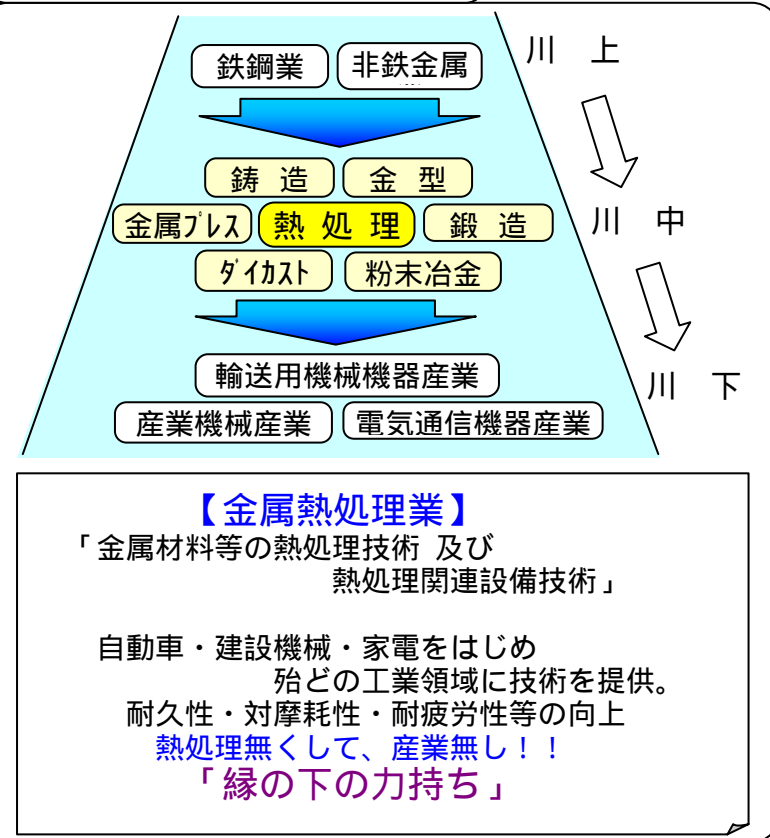 鉄鋼業 非鉄金属 川 上
鋳 造 金 型
金属ﾌﾟﾚｽ 熱 処 理 鍛 造 川 中
ﾀﾞｲｶｽﾄ 粉末冶金
輸送用機械機器産業 川 下
産業機械産業 電気通信機器産業
【金属熱処理業】
「金属材料等の熱処理技術 及び
熱処理関連設備技術」
自動車・建設機械・家電をはじめ
殆どの工業領域に技術を提供。
耐久性・対摩耗性・耐疲労性等の向上
熱処理無くして、産業無し!!
「縁の下の力持ち」